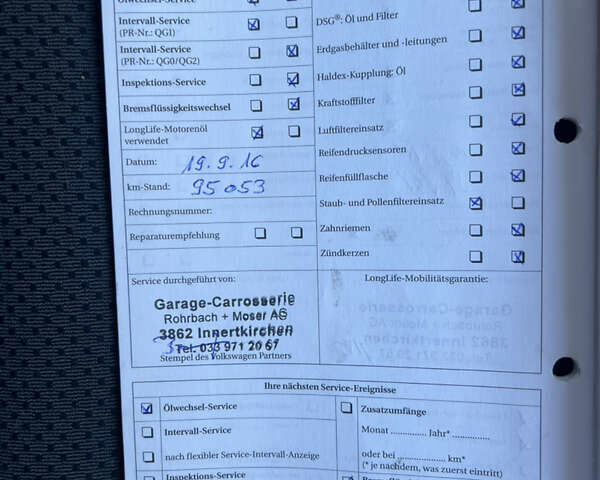 Ölwechsel-Service
Intervall-Service
(PR-Nr.: QG1)
Intervall-Service
(PR-Nr.: QG0/QG2)
Inspektions-Service
Bremsflüssigkeitswechsel
LongLife-Motorenöl
verwendet
Datum: 19.9.16
km-Stand: 95053
Rechnungsnummer:
Reparaturempfehlung
DSG®: Öl und Filter
Erdgasbehälter und -leitungen
Haldex-Kupplung: Öl
Kraftstofffilter
Luftfiltereinsatz
Reifendrucksensoren
Reifenfüllflasche
Staub- und Pollenfiltereinsatz
Zahnriemen
Zündkerzen
Service durchgeführt von:
Garage-Carrosserie
Rohrbach + Moser AG
3862 Innertkirchen
Tel. 033 971 20 67
Stempel des Volkswagen Partners
LongLife-Mobilitätsgarantie:
Ihre nächsten Service-Ereignisse
Ölwechsel-Service
Intervall-Service
nach flexibler Service-Intervall-Anzeige
Inspektions-Service
Zusatzumfänge
Monat ............... Jahr* ...............
oder bei ............... km*
(* je nachdem, was zuerst eintritt)